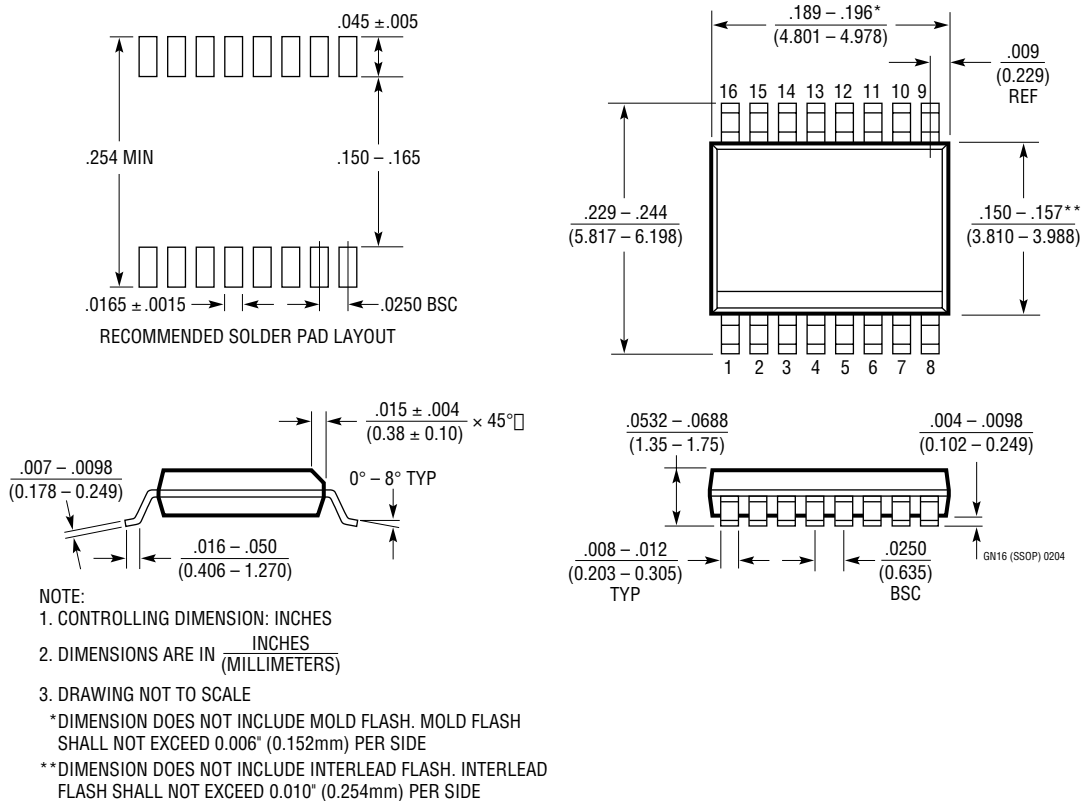 .045 ±.005
.254 MIN
.150 – .165
.0165 ±.0015
.0250 BSC
RECOMMENDED SOLDER PAD LAYOUT
.189 – .196*
(4.801 – 4.978)
.009
(0.229)
REF
16 15 14 13 12 11 10 9
.229 – .244
(5.817 – 6.198)
.150 – .157**
(3.810 – 3.988)
1 2 3 4 5 6 7 8
.015 ± .004
(0.38 ± 0.10)
× 45°
.007 – .0098
(0.178 – 0.249)
0° – 8° TYP
.016 – .050
(0.406 – 1.270)
.0532 – .0688
(1.35 – 1.75)
.004 – .0098
(0.102 – 0.249)
.008 – .012
(0.203 – 0.305)
TYP
.0250
(0.635)
BSC
GN16 (SSOP) 0204
NOTE:
1. CONTROLLING DIMENSION: INCHES
2. DIMENSIONS ARE IN INCHES
(MILLIMETERS)
3. DRAWING NOT TO SCALE
*DIMENSION DOES NOT INCLUDE MOLD FLASH. MOLD FLASH
SHALL NOT EXCEED 0.006" (0.152mm) PER SIDE
**DIMENSION DOES NOT INCLUDE INTERLEAD FLASH. INTERLEAD
FLASH SHALL NOT EXCEED 0.010" (0.254mm) PER SIDE